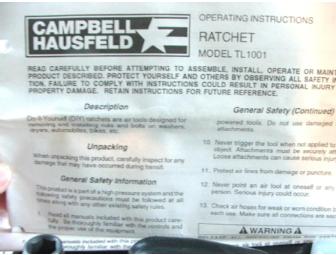 CAMPBELL
HAUSFELD
OPERATING INSTRUCTIONS
RATCHET
MODEL TL1001
READ CAREFULLY BEFORE ATTEMPTING TO ASSEMBLE, INSTALL, OPERATE OR MAINT
PRODUCT DESCRIBED. PROTECT YOURSELF AND OTHERS BY OBSERVING ALL SAFETY IN
TION, FAILURE TO COMPLY WITH INSTRUCTIONS COULD RESULT IN PERSONAL INJURY
PROPERTY DAMAGE. RETAIN INSTRUCTIONS FOR FUTURE REFERENCE.
Description
Do-It-Yourself (DIY) ratchets are air tools designed for
removing and installing nuts and bolts on washers,
dryers, automobiles, bikes, etc.
Unpacking
When unpacking this product, carefully inspect for any
damage that may have occurred during transit.
General Safety Information
This product is a part of a high pressure system and the
following safety precautions must be followed at all
times along with any other existing safety rules.
1. Read all manuals included with this product care-
fully. Be thoroughly familiar with the controls and
the proper use of the equipment.
General Safety (Continued)
powered tools. Do not use damaged
attachments.
10. Never trigger the tool when not applied to
object. Attachments must be securely att
Loose attachments can cause serious injury
11. Protect air lines from damage or puncture.
12. Never point an air tool at oneself or an
person. Serious injury could occur.
13. Check air hoses for weak or worn condition b
each use. Make sure all connections are sec
WARNING